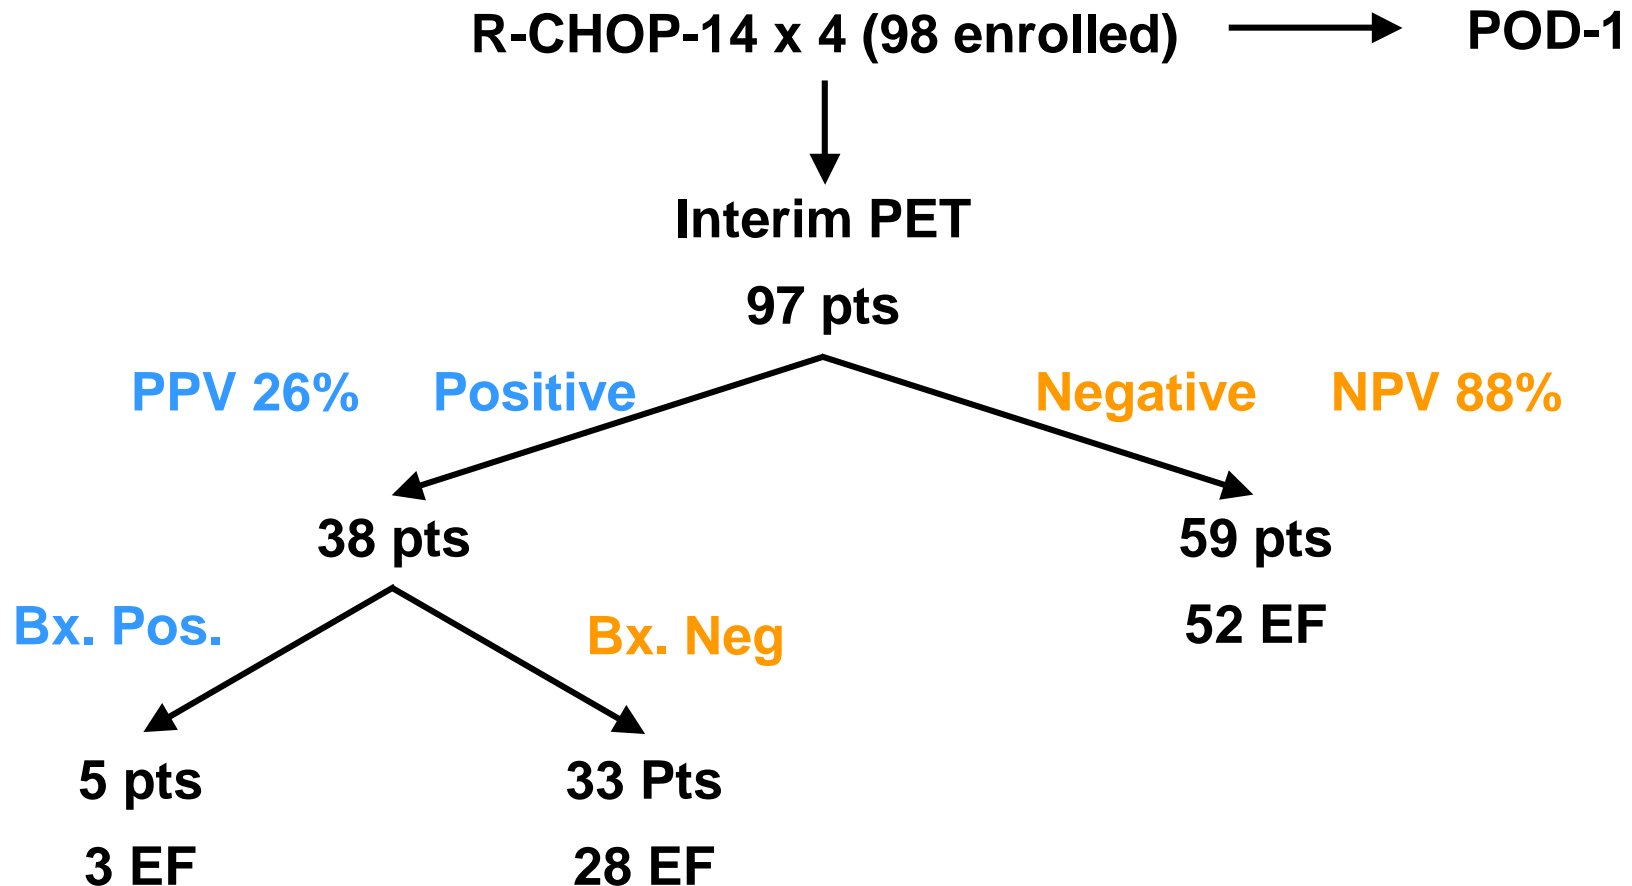 R-CHOP-14 x 4 (98 enrolled) POD-1
Interim PET
97 pts
PPV 26% Positive Negative NPV 88%
38 pts 59 pts
Bx. Pos. Bx. Neg 52 EF
5 pts 33 Pts
3 EF 28 EF